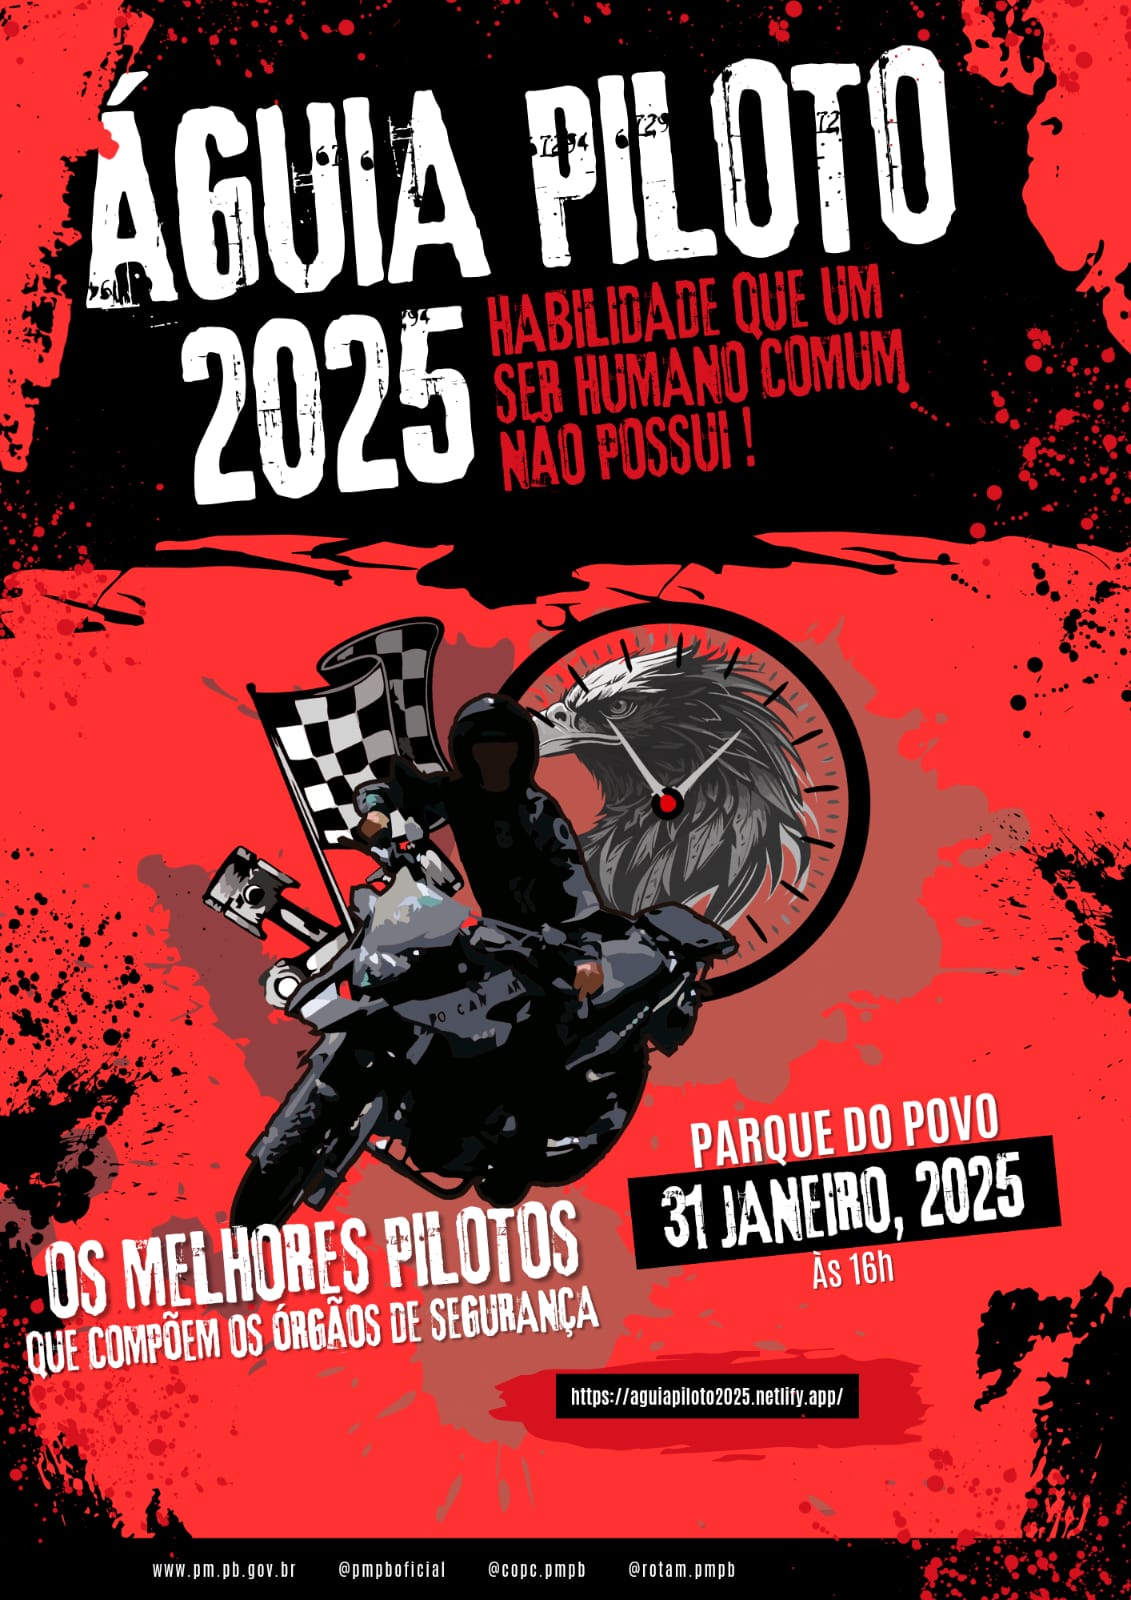 ÁGUIA PILOTO
2025
HABILIDADE QUE UM
SER HUMANO COMUM
NÃO POSSUI !
PARQUE DO POVO
31 JANEIRO, 2025
Às 16h
OS MELHORES PILOTOS
QUE COMPÕEM OS ÓRGÃOS DE SEGURANÇA
https://aguiapiloto2025.netlify.app/
www.pm.pb.gov.br @pmpboficial @copc.pmpb @rotam.pmpb